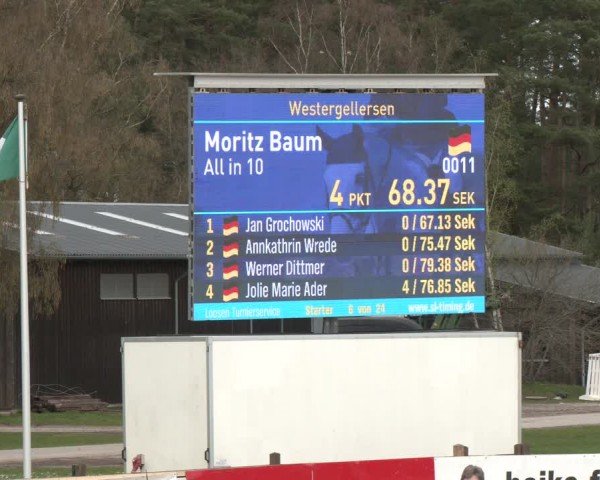 Westergellersen
Moritz Baum
All in 10
0011
4 PKT 68.37 SEK
1 Jan Grochowski 0 / 67.13 Sek
2 Annkathrin Wrede 0 / 75.47 Sek
3 Werner Dittmer 0 / 79.38 Sek
4 Jolie Marie Ader 4 / 76.85 Sek
Loosen Turnierservice Starter 6 von 24 www.sl-timing.de